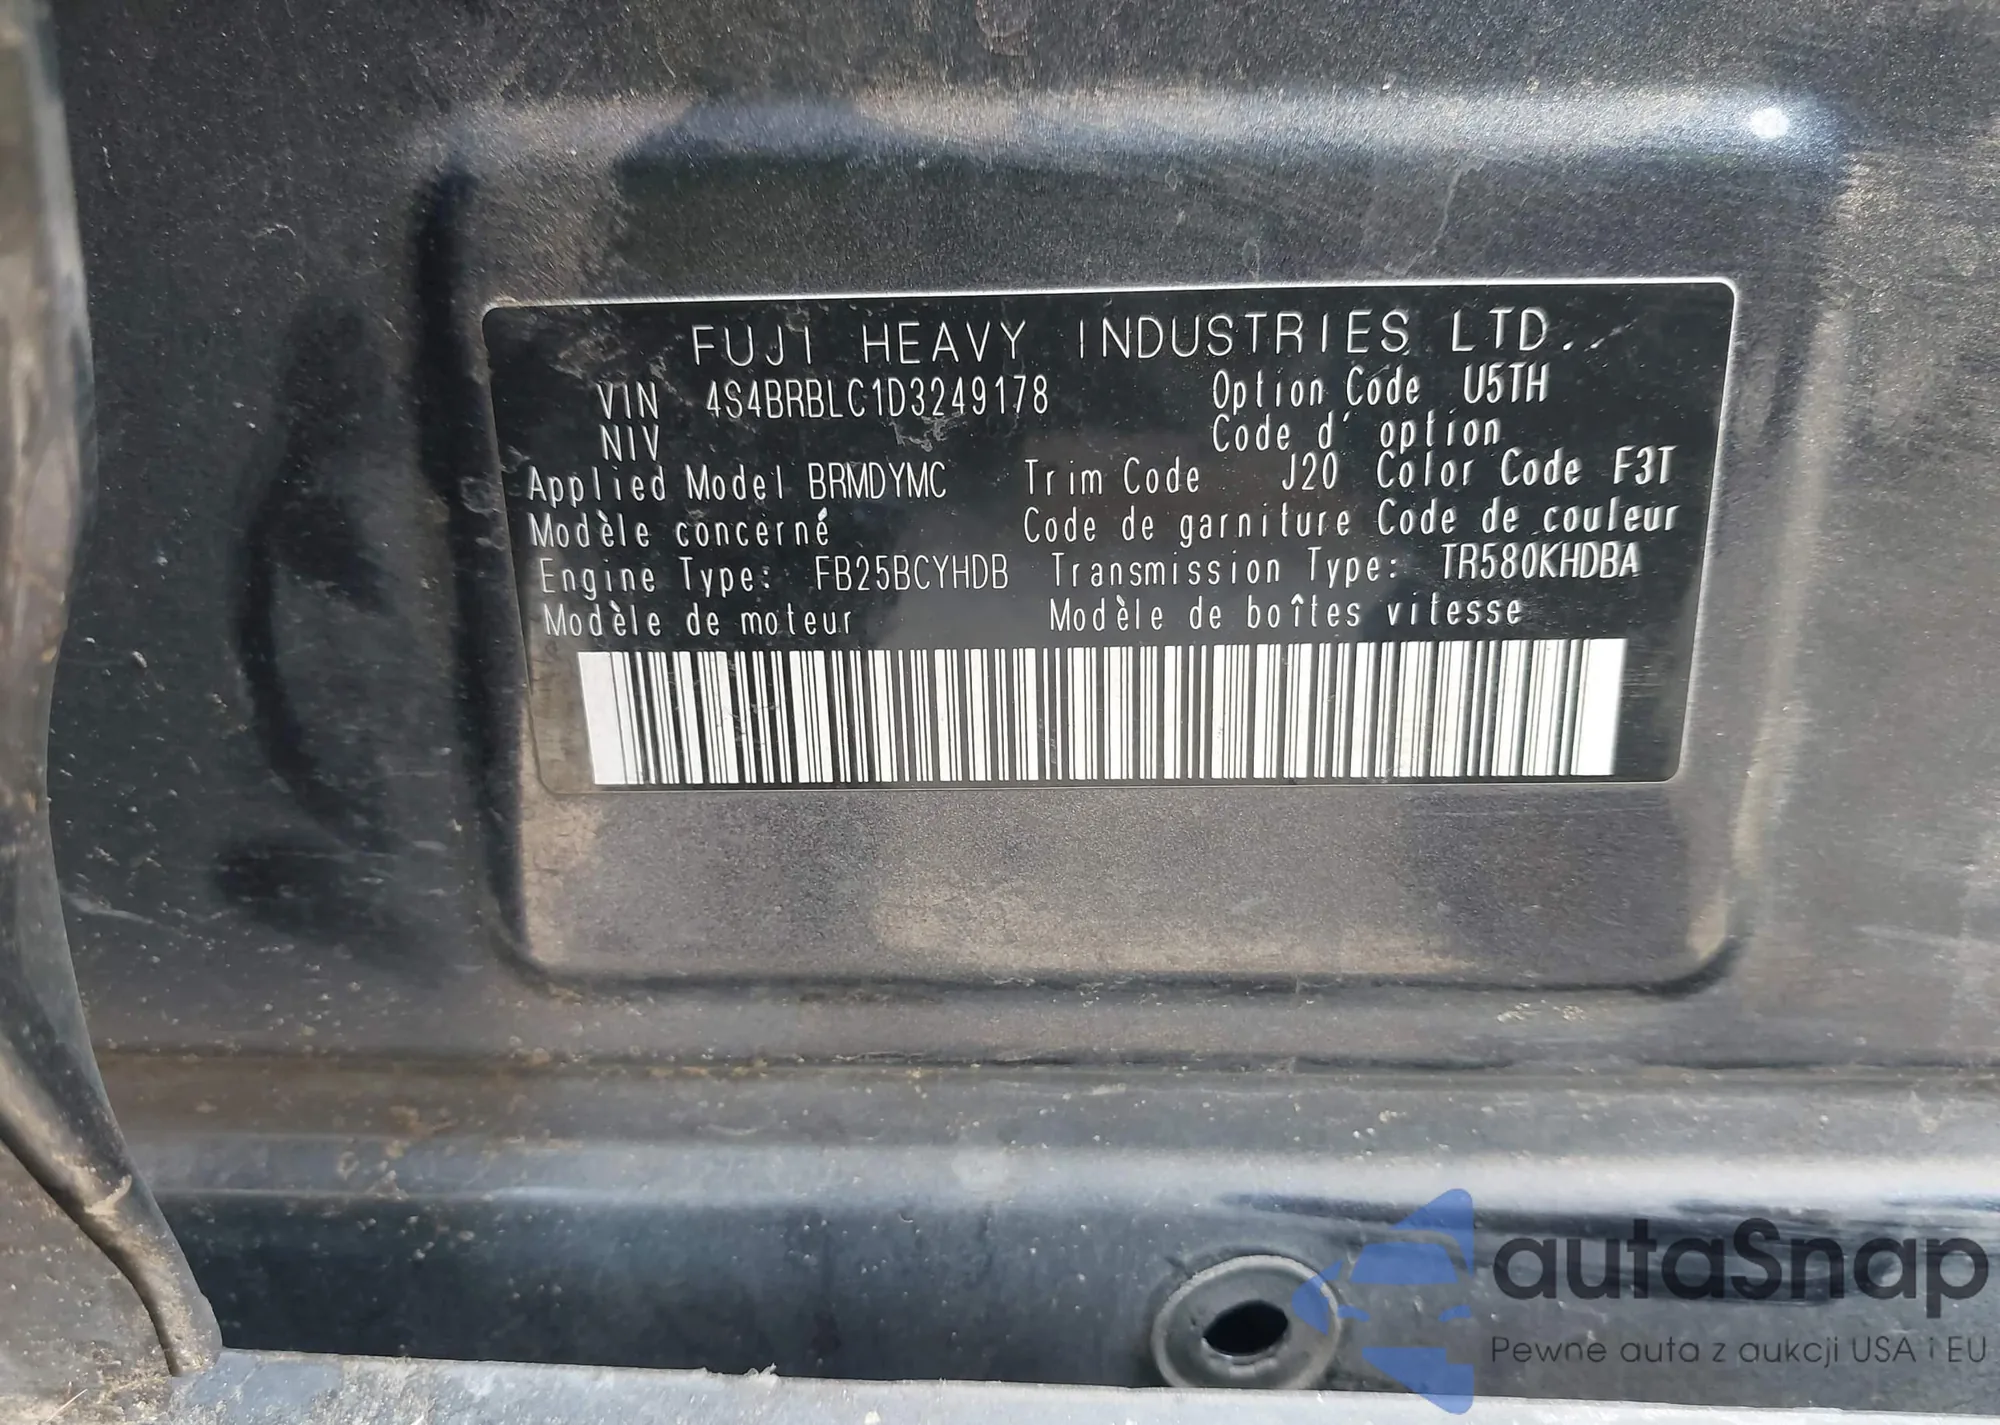 FUJI HEAVY INDUSTRIES LTD.
VIN 4S4BRBLC1D3249178 Option Code U5TH
NIV Code d' option
Applied Model BRMDYMC Trim Code J20 Color Code F3T
Modèle concerné Code de garniture Code de couleur
Engine Type: FB25BCYHDB Transmission Type: TR580KHDBA
Modèle de moteur Modèle de boîtes vitesse
autaSnap
Pewne auta z aukcji USA i EU